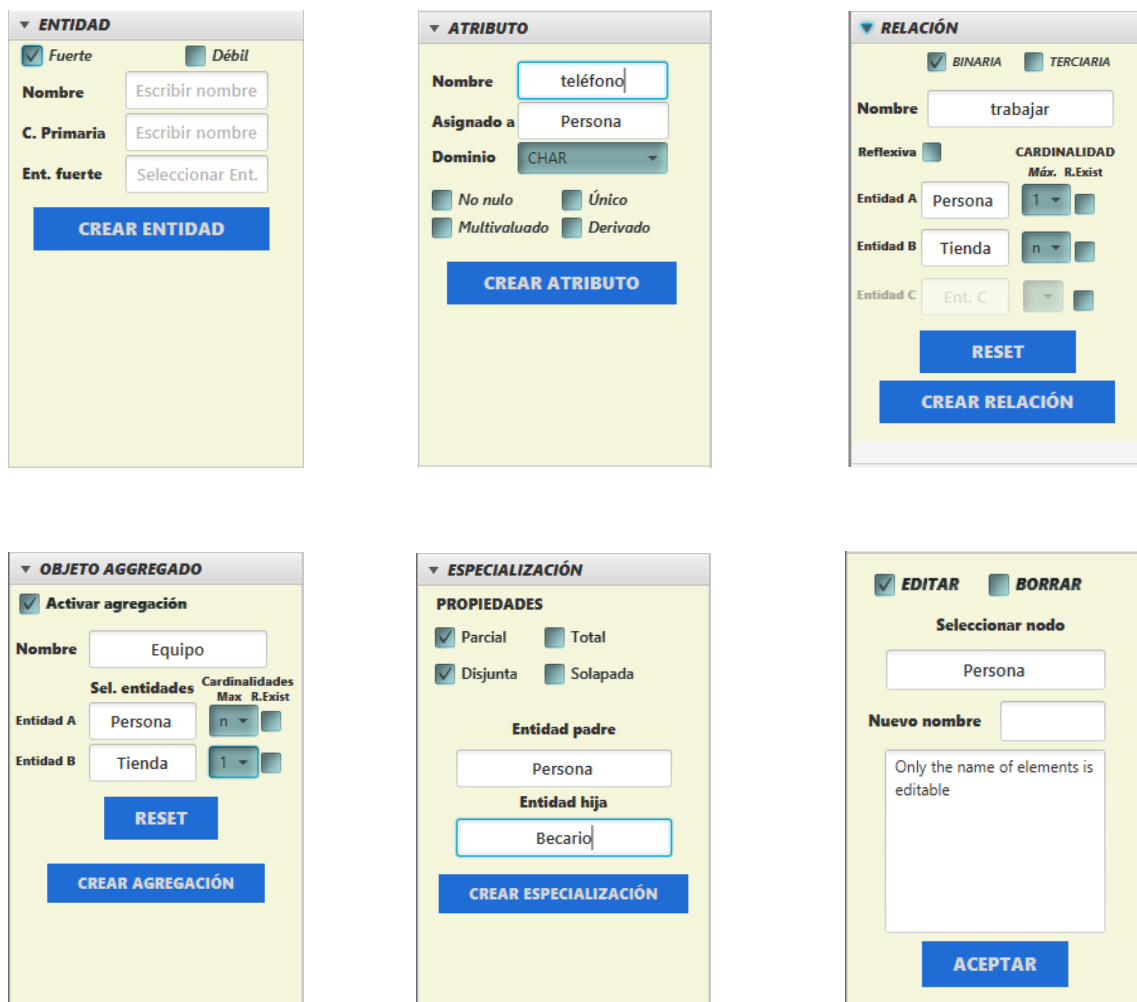 ENTIDAD
Fuerte Débil
Nombre Escribir nombre
C. Primaria Escribir nombre
Ent. fuerte Seleccionar Ent.
CREAR ENTIDAD
ATRIBUTO
Nombre teléfono
Asignado a Persona
Dominio CHAR
No nulo Único
Multivaluado Derivado
CREAR ATRIBUTO
RELACIÓN
BINARIA TERCIARIA
Nombre trabajar
Reflexiva CARDINALIDAD
Máx. R.Exist
Entidad A Persona 1
Entidad B Tienda n
Entidad C Ent. C
RESET
CREAR RELACIÓN
OBJETO AGGREGADO
Activar agregación
Nombre Equipo
Sel. entidades Cardinalidades
Max R.Exist
Entidad A Persona n
Entidad B Tienda 1
RESET
CREAR AGREGACIÓN
ESPECIALIZACIÓN
PROPIEDADES
Parcial Total
Disjunta Solapada
Entidad padre
Persona
Entidad hija
Becario
CREAR ESPECIALIZACIÓN
EDITAR BORRAR
Seleccionar nodo
Persona
Nuevo nombre
Only the name of elements is
editable
ACEPTAR